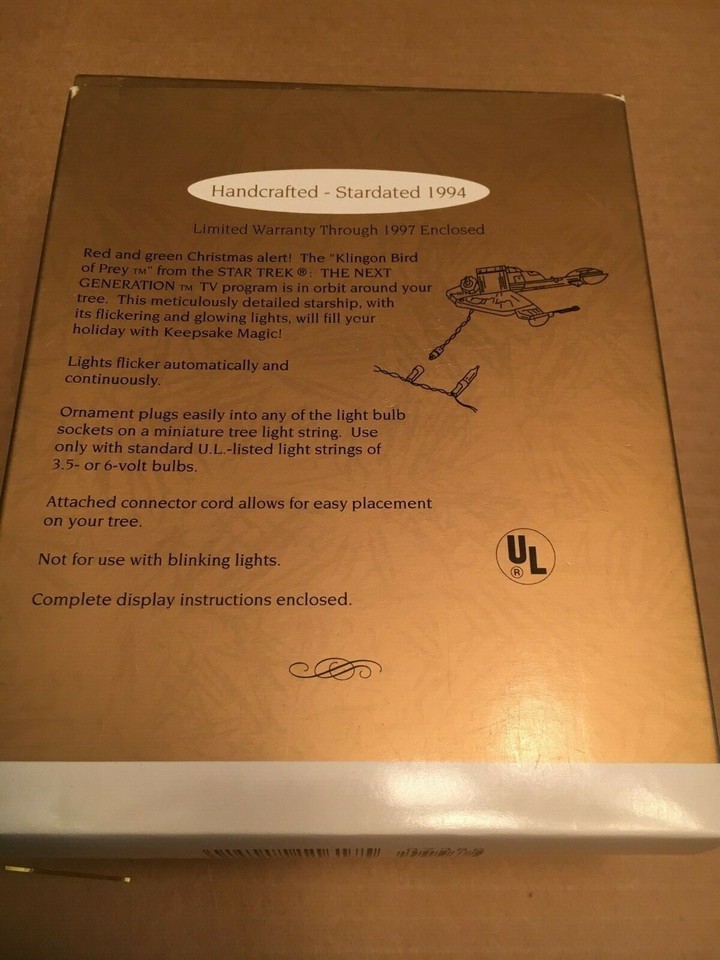 Handcrafted - Stardated 1994
Limited Warranty Through 1997 Enclosed
Red and green Christmas alert! The "Klingon Bird
of Prey TM" from the STAR TREK ®: THE NEXT
GENERATION TM TV program is in orbit around your
tree. This meticulously detailed starship, with
its flickering and glowing lights, will fill your
holiday with Keepsake Magic!
Lights flicker automatically and
continuously.
Ornament plugs easily into any of the light bulb
sockets on a miniature tree light string. Use
only with standard U.L.-listed light strings of
3.5- or 6-volt bulbs.
Attached connector cord allows for easy placement
on your tree.
Not for use with blinking lights.
UL ®
Complete display instructions enclosed.